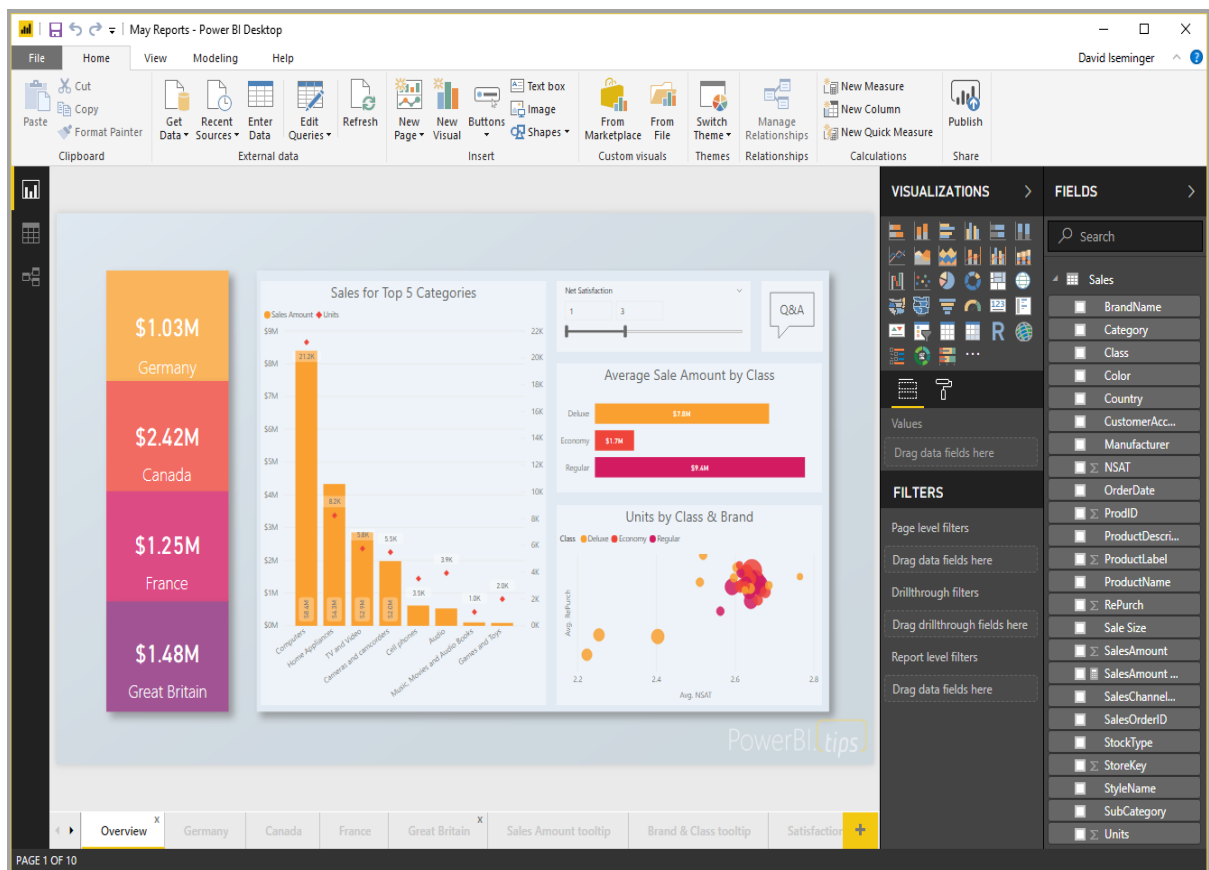 May Reports - Power BI Desktop
File Home View Modeling Help
David Iseminger
Paste
Cut
Copy
Format Painter
Get Data
Recent Sources
Enter Data
Edit Queries
Refresh
New Page
New Visual
Buttons
Text box
Image
Shapes
From Marketplace
From File
Switch Theme
Manage Relationships
New Measure
New Column
New Quick Measure
Publish
Clipboard External data Insert Custom visuals Themes Relationships Calculations Share
$1.03M
Germany
$2.42M
Canada
$1.25M
France
$1.48M
Great Britain
Sales for Top 5 Categories
Sales Amount Units
$9M
$8M
$7M
$6M
$5M
$4M
$3M
$2M
$1M
$0M
22K
20K
18K
16K
14K
12K
10K
8K
6K
4K
2K
0K
21.2K
8.2K
5.8K
5.5K
3.5K
3.9K
1.0K
2.0K
$8.4M
$4.3M
$2.9M
$2.0M
Computers
Home Appliances
TV and Video
Cameras and camcorders
Cell phones
Audio
Music, Movies and Audio Books
Games and Toys
Net Satisfaction
1 3
Q&A
Average Sale Amount by Class
Deluxe $7.8M
Economy $1.7M
Regular $9.4M
Units by Class & Brand
Class Deluxe Economy Regular
Avg. RePurch
2.2 2.4 2.6 2.8
Avg. NSAT
PowerBI.tips
VISUALIZATIONS
R
123
Values
Drag data fields here
FILTERS
Page level filters
Drag data fields here
Drillthrough filters
Drag drillthrough fields here
Report level filters
Drag data fields here
FIELDS
Search
Sales
BrandName
Category
Class
Color
Country
CustomerAcc...
Manufacturer
Σ NSAT
OrderDate
Σ ProdID
ProductDescri...
Σ ProductLabel
ProductName
Σ RePurch
Sale Size
Σ SalesAmount
SalesAmount ...
SalesChannel...
SalesOrderID
StockType
Σ StoreKey
StyleName
SubCategory
Σ Units
Overview x Germany Canada France Great Britain x Sales Amount tooltip Brand & Class tooltip Satisfaction +
PAGE 1 OF 10